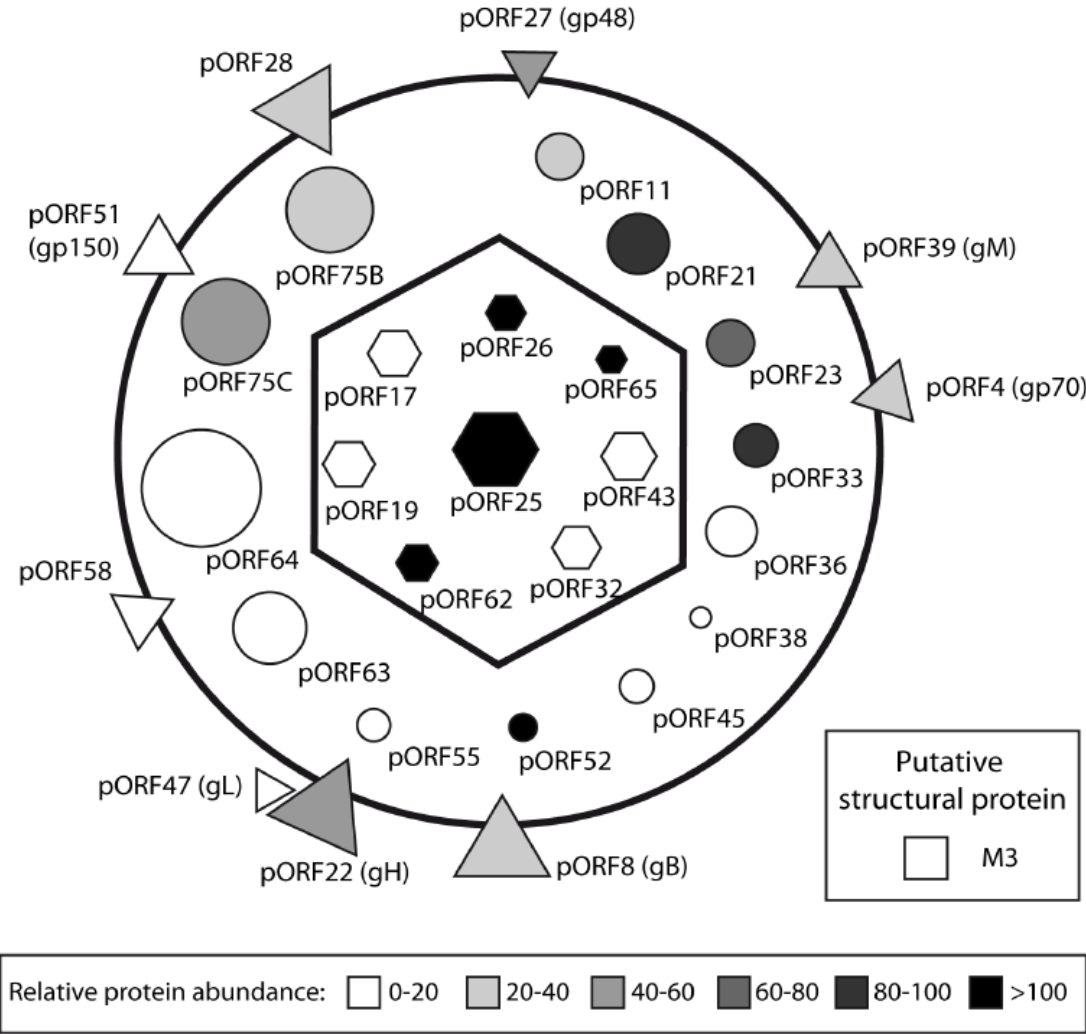 pORF27 (gp48)
pORF28
pORF11
pORF51
(gp150)
pORF39 (gM)
pORF75B
pORF21
pORF26
pORF23
pORF75C
pORF17
pORF65
pORF4 (gp70)
pORF33
pORF19
pORF25
pORF43
pORF64
pORF36
pORF58
pORF62
pORF32
pORF38
pORF63
pORF45
pORF55
pORF52
Putative
structural protein
M3
pORF47 (gL)
pORF22 (gH)
pORF8 (gB)
Relative protein abundance: 0-20 20-40 40-60 60-80 80-100 >100